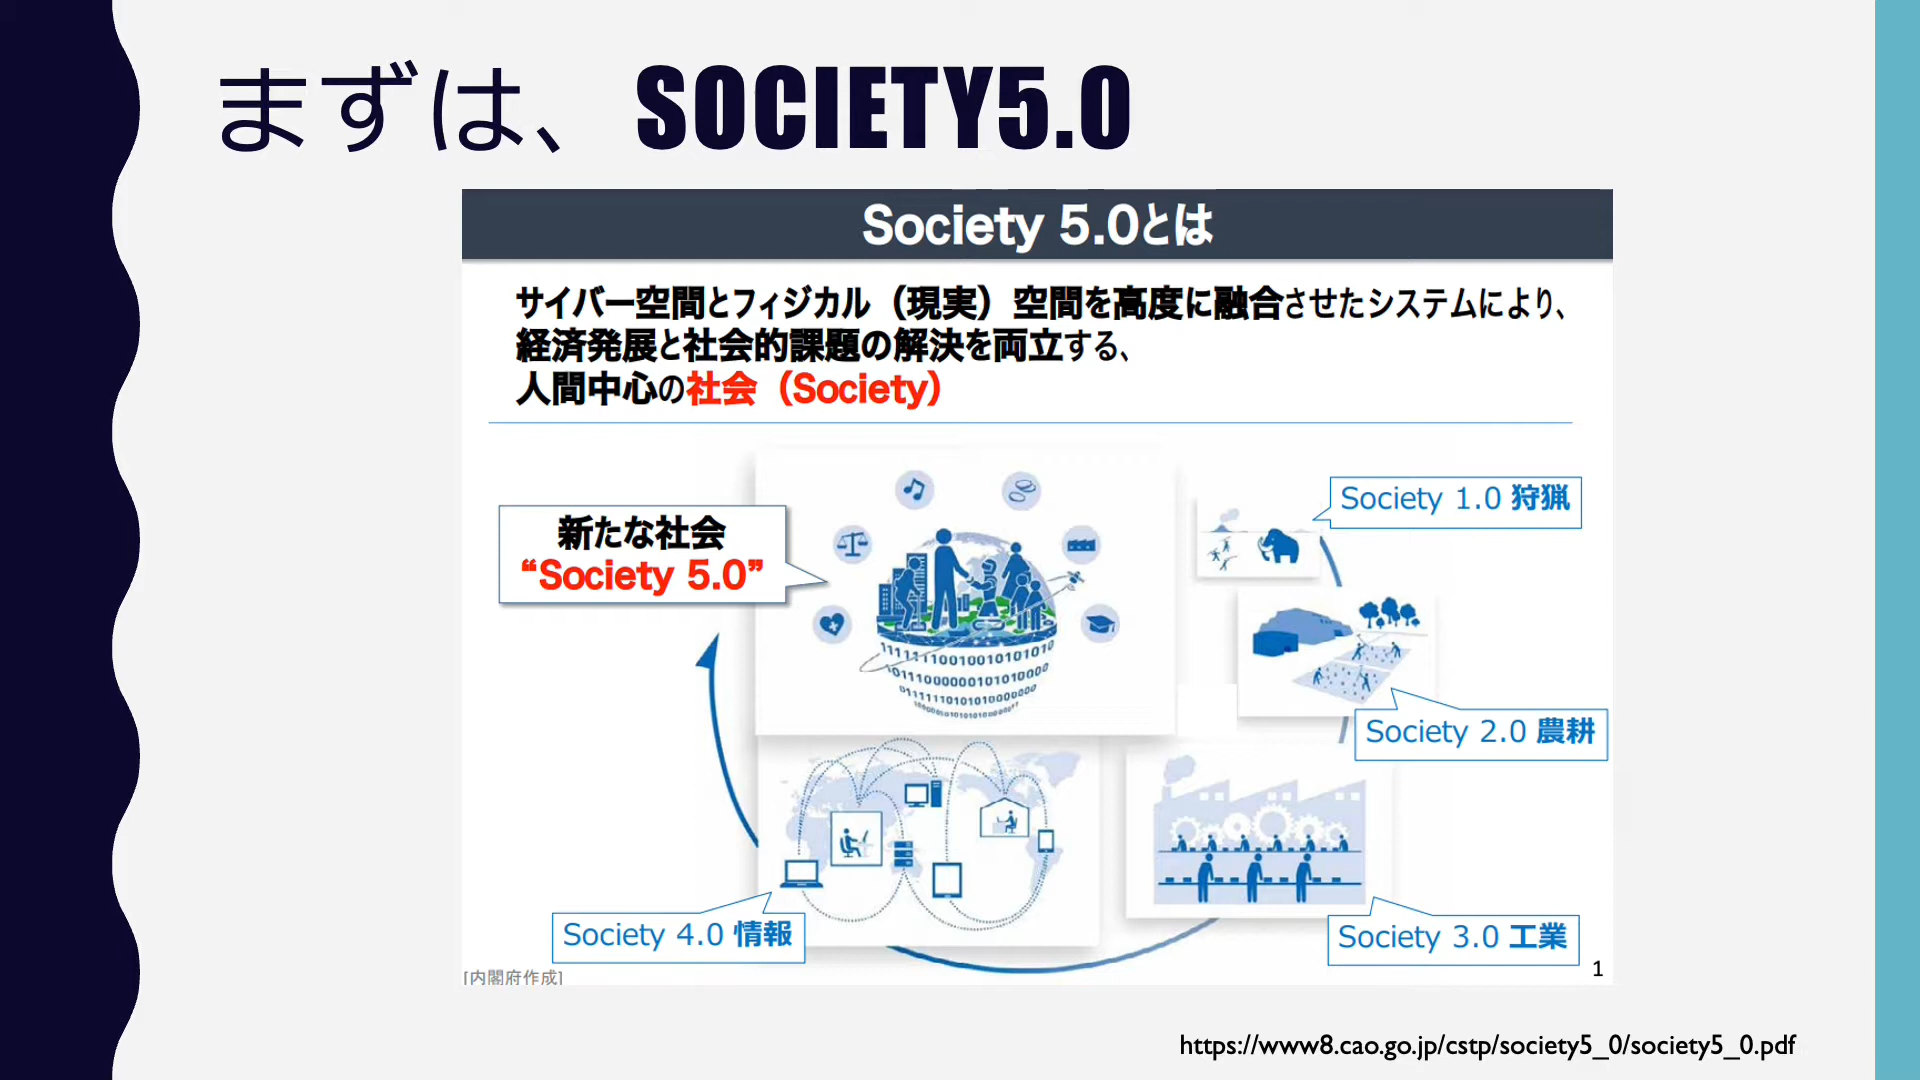 まずは、SOCIETY5.0
Society 5.0とは
サイバー空間とフィジカル（現実）空間を高度に融合させたシステムにより、
経済発展と社会的課題の解決を両立する、
人間中心の社会（Society）
新たな社会
“Society 5.0”
Society 1.0 狩猟
Society 2.0 農耕
Society 3.0 工業
Society 4.0 情報
[内閣府作成]
1
https://www8.cao.go.jp/cstp/society5_0/society5_0.pdf